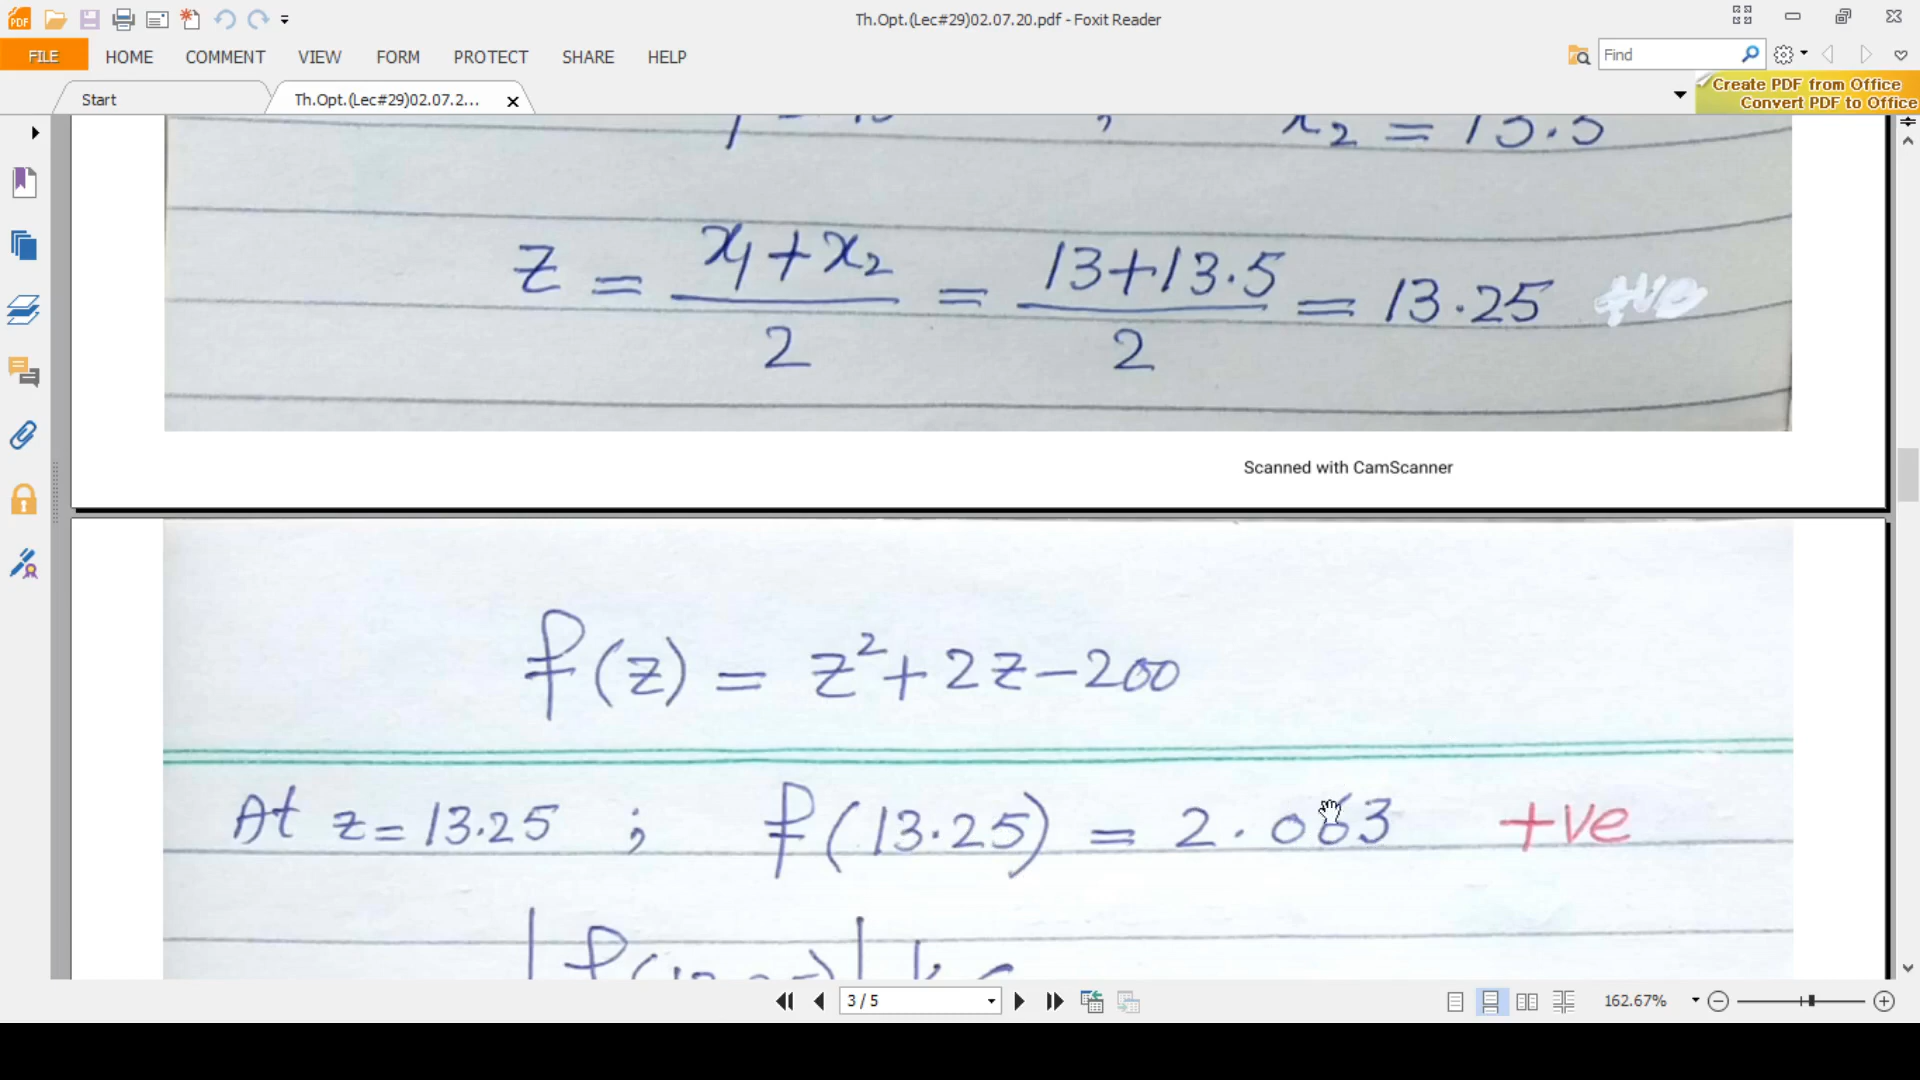 Th.Opt.(Lec#29)02.07.20.pdf - Foxit Reader
FILE HOME COMMENT VIEW FORM PROTECT SHARE HELP
Find
Start Th.Opt.(Lec#29)02.07.2...
Create PDF from Office
Convert PDF to Office
x2 = 13.5
z = (x1 + x2)/2 = (13 + 13.5)/2 = 13.25 +ve
Scanned with CamScanner
f(z) = z² + 2z - 200
At z = 13.25 ; f(13.25) = 2.063 +ve
3 / 5
162.67%